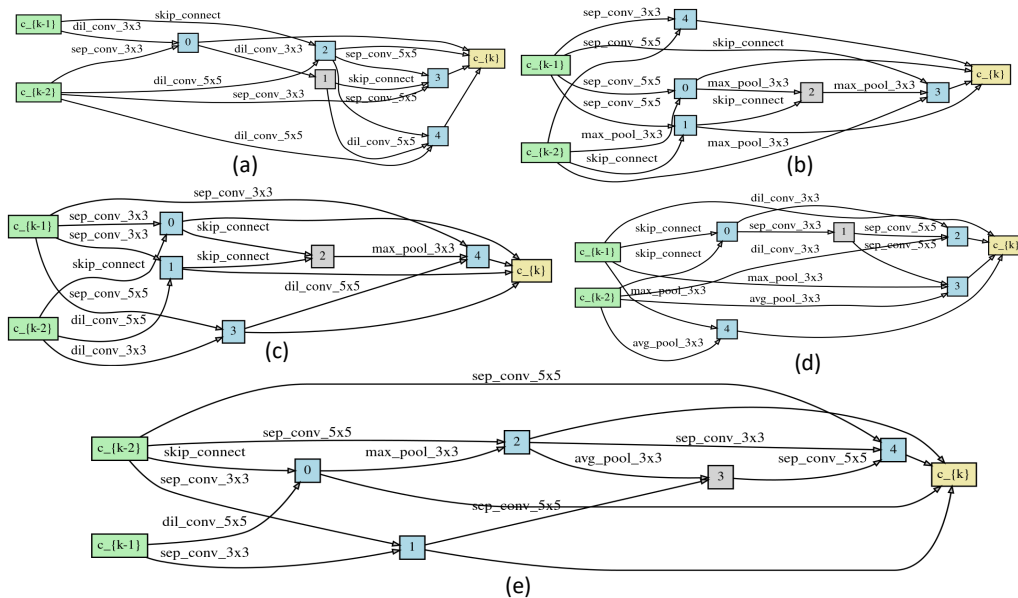 c_{k-1}
skip_connect
dil_conv_3x3
sep_conv_3x3
0
dil_conv_3x3
2
sep_conv_5x5
c_{k}
1
skip_connect
3
c_{k-2}
dil_conv_5x5
sep_conv_3x3
sep_conv_5x5
dil_conv_5x5
dil_conv_5x5
4
(a)
sep_conv_3x3
4
sep_conv_5x5
skip_connect
c_{k-1}
c_{k}
sep_conv_5x5
0
max_pool_3x3
2
max_pool_3x3
3
sep_conv_5x5
skip_connect
max_pool_3x3
1
c_{k-2}
skip_connect
max_pool_3x3
(b)
sep_conv_3x3
c_{k-1}
sep_conv_3x3
0
sep_conv_3x3
skip_connect
skip_connect
2
max_pool_3x3
4
skip_connect
1
c_{k}
sep_conv_5x5
dil_conv_5x5
c_{k-2}
dil_conv_5x5
3
dil_conv_3x3
(c)
dil_conv_3x3
skip_connect
0
sep_conv_3x3
1
2
c_{k}
c_{k-1}
skip_connect
dil_conv_3x3
sep_conv_5x5
max_pool_3x3
3
c_{k-2}
max_pool_3x3
avg_pool_3x3
4
avg_pool_3x3
(d)
sep_conv_5x5
c_{k-2}
sep_conv_5x5
2
sep_conv_3x3
4
skip_connect
0
max_pool_3x3
avg_pool_3x3
sep_conv_5x5
c_{k}
sep_conv_3x3
3
dil_conv_5x5
sep_conv_5x5
c_{k-1}
sep_conv_3x3
1
(e)